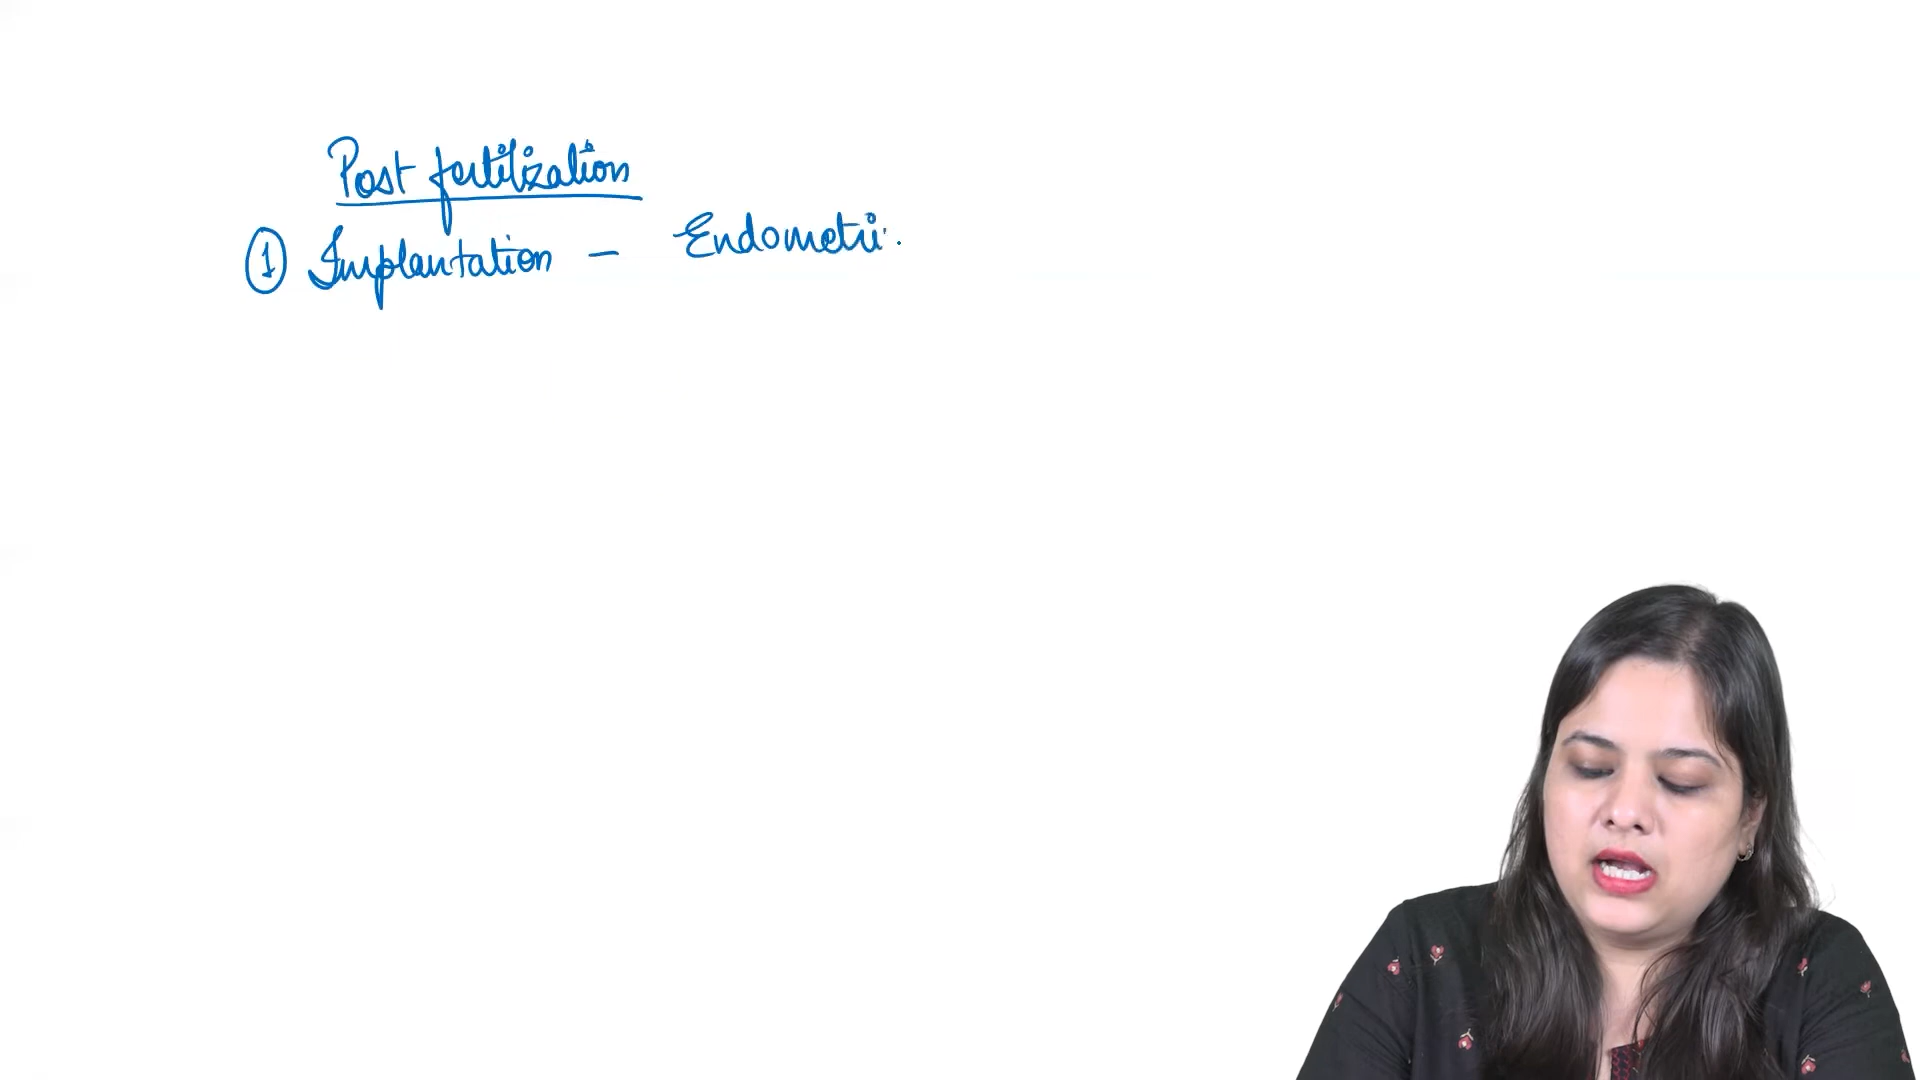 Post fertilization
① Implantation - Endometri.